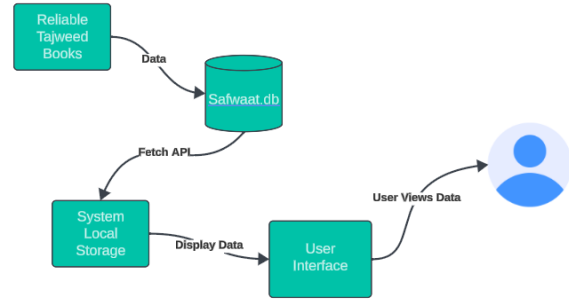 Reliable
Tajweed
Books
Data
Safwaat.db
Fetch API
System
Local
Storage
Display Data
User
Interface
User Views Data